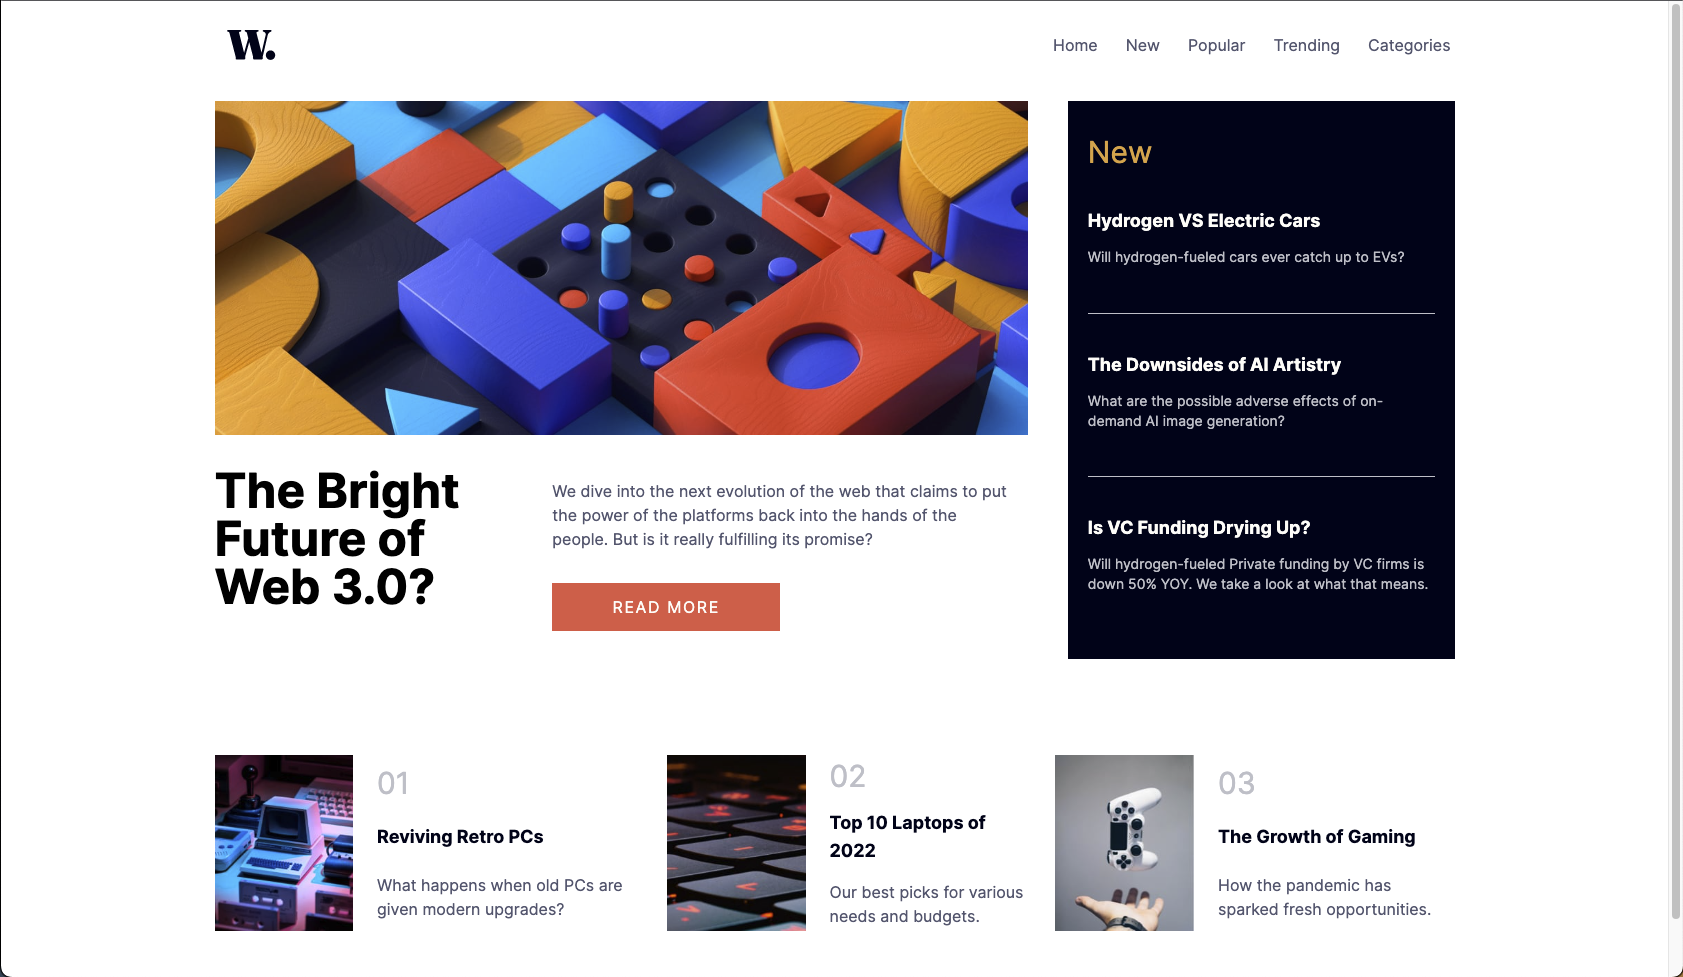 W.
Home New Popular Trending Categories
The Bright
Future of
Web 3.0?
We dive into the next evolution of the web that claims to put
the power of the platforms back into the hands of the
people. But is it really fulfilling its promise?
READ MORE
New
Hydrogen VS Electric Cars
Will hydrogen-fueled cars ever catch up to EVs?
The Downsides of AI Artistry
What are the possible adverse effects of on-
demand AI image generation?
Is VC Funding Drying Up?
Will hydrogen-fueled Private funding by VC firms is
down 50% YOY. We take a look at what that means.
01
Reviving Retro PCs
What happens when old PCs are
given modern upgrades?
02
Top 10 Laptops of
2022
Our best picks for various
needs and budgets.
03
The Growth of Gaming
How the pandemic has
sparked fresh opportunities.